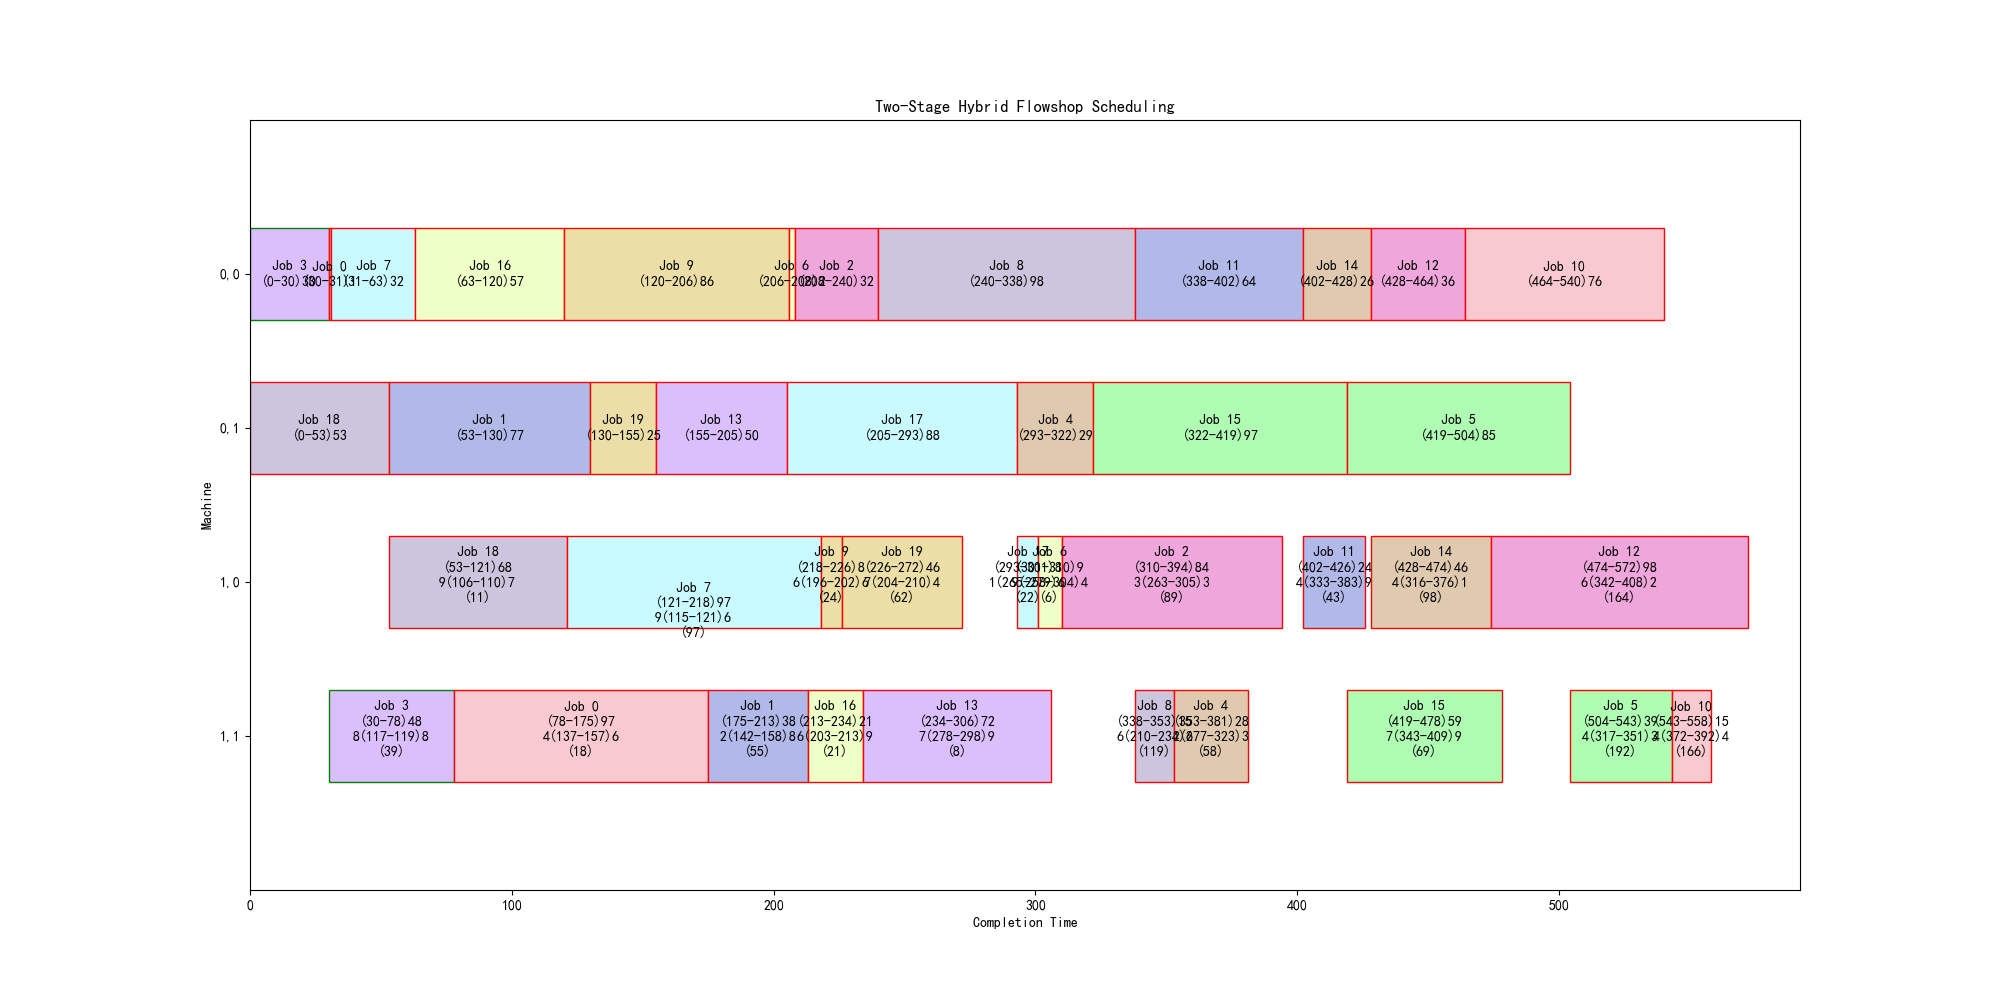 Two-Stage Hybrid Flowshop Scheduling
0,0
Job 3
(0-30)30
Job 0
(30-31)1
Job 7
(31-63)32
Job 16
(63-120)57
Job 9
(120-206)86
Job 6
(206-208)2
Job 2
(208-240)32
Job 8
(240-338)98
Job 11
(338-402)64
Job 14
(402-428)26
Job 12
(428-464)36
Job 10
(464-540)76
0,1
Job 18
(0-53)53
Job 1
(53-130)77
Job 19
(130-155)25
Job 13
(155-205)50
Job 17
(205-293)88
Job 4
(293-322)29
Job 15
(322-419)97
Job 5
(419-504)85
Machine
1,0
Job 18
(53-121)68
9(106-110)7
(11)
Job 7
(121-218)97
9(115-121)6
(97)
Job 9
(218-226)8
6(196-202)6
(24)
Job 19
(226-272)46
7(204-210)4
(62)
Job 17
(293-301)8
(22)
Job 6
(301-310)9
(6)
Job 2
(310-394)84
3(263-305)3
(89)
Job 11
(402-426)24
4(333-383)9
(43)
Job 14
(428-474)46
4(316-376)1
(98)
Job 12
(474-572)98
6(342-408)2
(164)
1,1
Job 3
(30-78)48
8(117-119)8
(39)
Job 0
(78-175)97
4(137-157)6
(18)
Job 1
(175-213)38
2(142-158)8
(55)
Job 16
(213-234)21
6(203-213)9
(21)
Job 13
(234-306)72
7(278-298)9
(8)
Job 8
(338-353)15
(119)
Job 4
(353-381)28
(58)
Job 15
(419-478)59
7(343-409)9
(69)
Job 5
(504-543)39
4(317-351)3
(192)
Job 10
(543-558)15
4(372-392)4
(166)
0
100
200
300
400
500
Completion Time